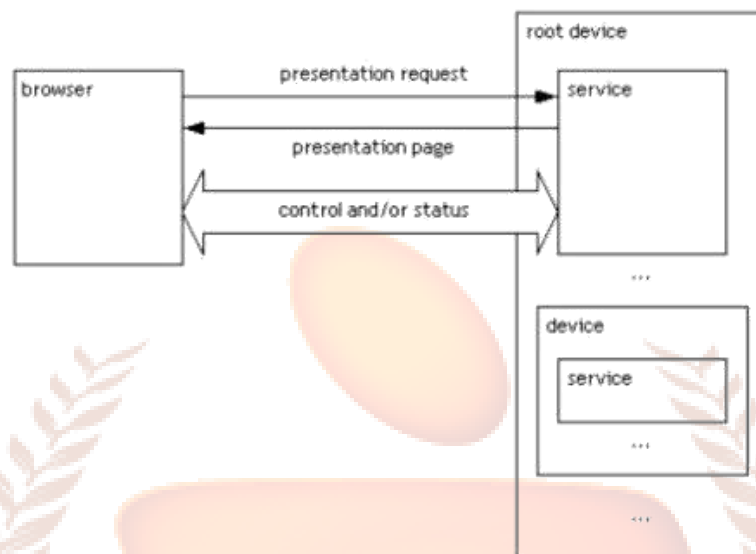 root device
browser
presentation request
service
presentation page
control and/or status
...
device
service
...
...